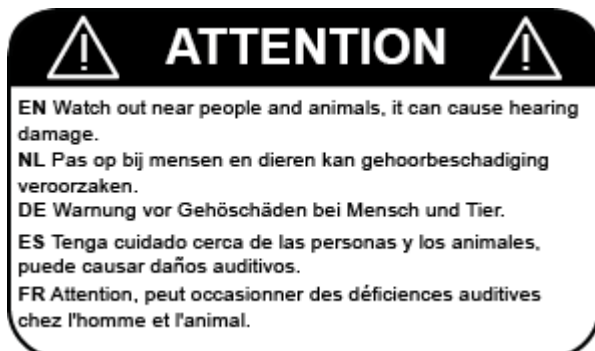 ATTENTION
EN Watch out near people and animals, it can cause hearing
damage.
NL Pas op bij mensen en dieren kan gehoorbeschadiging
veroorzaken.
DE Warnung vor Gehöschäden bei Mensch und Tier.
ES Tenga cuidado cerca de las personas y los animales,
puede causar daños auditivos.
FR Attention, peut occasionner des déficiences auditives
chez l'homme et l'animal.